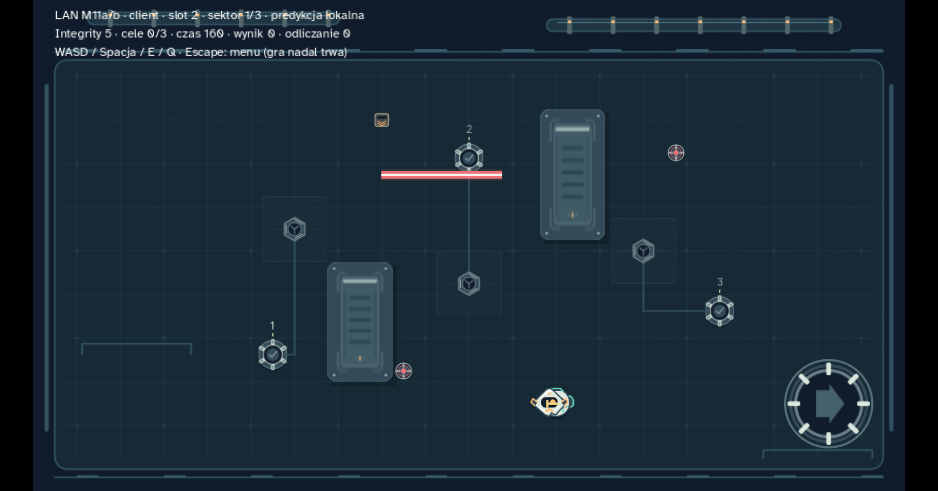 LAN M11a/b · client · slot 2 · sektor 1/3 · predykcja lokalna
Integrity 5 · cele 0/3 · czas 160 · wynik 0 · odliczanie 0
WASD / Spacja / E / Q · Escape: menu (gra nadal trwa)
2
3
1